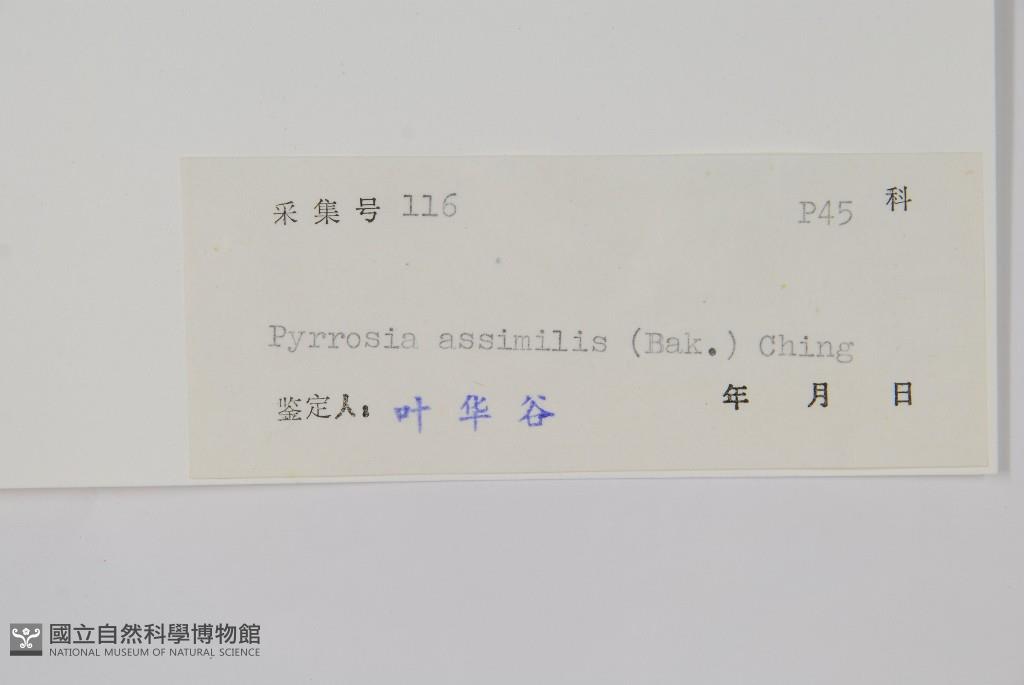 采集号 116 P45 科
Pyrrosia assimilis (Bak.) Ching
鉴定人: 叶华谷 年 月 日
國立自然科學博物館
NATIONAL MUSEUM OF NATURAL SCIENCE